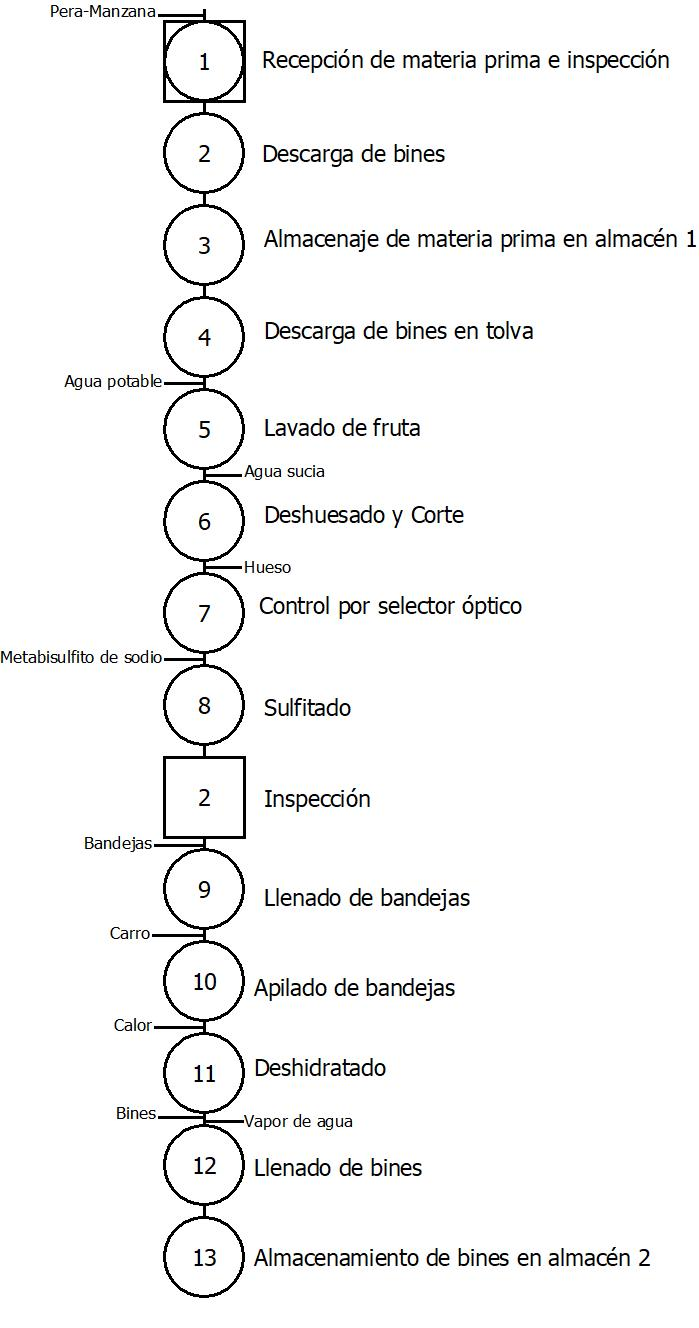 Pera-Manzana
1 Recepción de materia prima e inspección
2 Descarga de bines
3 Almacenaje de materia prima en almacén 1
4 Descarga de bines en tolva
Agua potable
5 Lavado de fruta
Agua sucia
6 Deshuesado y Corte
Hueso
7 Control por selector óptico
Metabisulfito de sodio
8 Sulfitado
2 Inspección
Bandejas
9 Llenado de bandejas
Carro
10 Apilado de bandejas
Calor
11 Deshidratado
Bines
Vapor de agua
12 Llenado de bines
13 Almacenamiento de bines en almacén 2